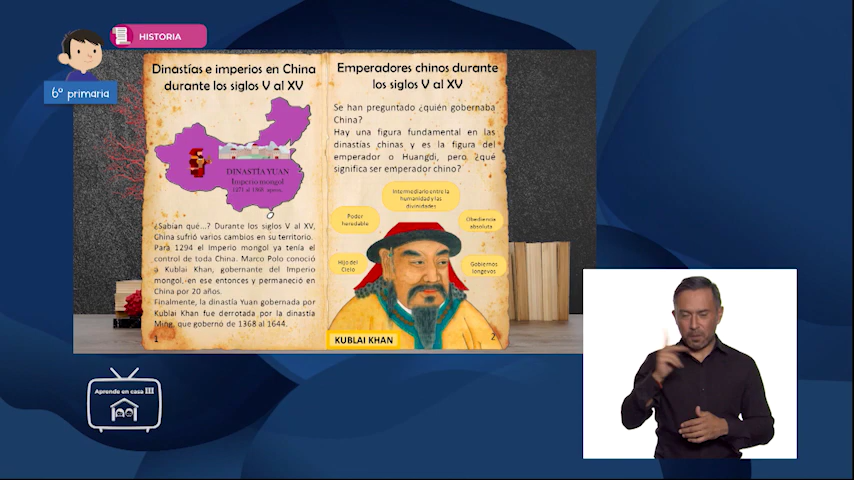 HISTORIA
6º primaria
Dinastías e imperios en China
durante los siglos V al XV
DINASTÍA YUAN
Imperio mongol
1271 al 1368
¿Sabían qué...? Durante los siglos V al XV,
China sufrió varios cambios en su territorio.
Para 1294 el Imperio mongol ya tenía el
control de toda China. Marco Polo conoció
a Kublai Khan, gobernante del Imperio
mongol, en ese entonces y permaneció en
China por 20 años.
Finalmente, la dinastía Yuan gobernada por
Kublai Khan fue derrotada por la dinastía
Ming, que gobernó de 1368 al 1644.
1
Emperadores chinos durante
los siglos V al XV
Se han preguntado ¿quién gobernaba
China?
Hay una figura fundamental en las
dinastías chinas y es la figura del
emperador o Huangdi, pero ¿qué
significa ser emperador chino?
Intermediario entre la
humanidad y las
divinidades
Poder
heredable
Obediencia
absoluta
Hijo del
Cielo
Gobiernos
longevos
KUBLAI KHAN
2
Aprende en casa III